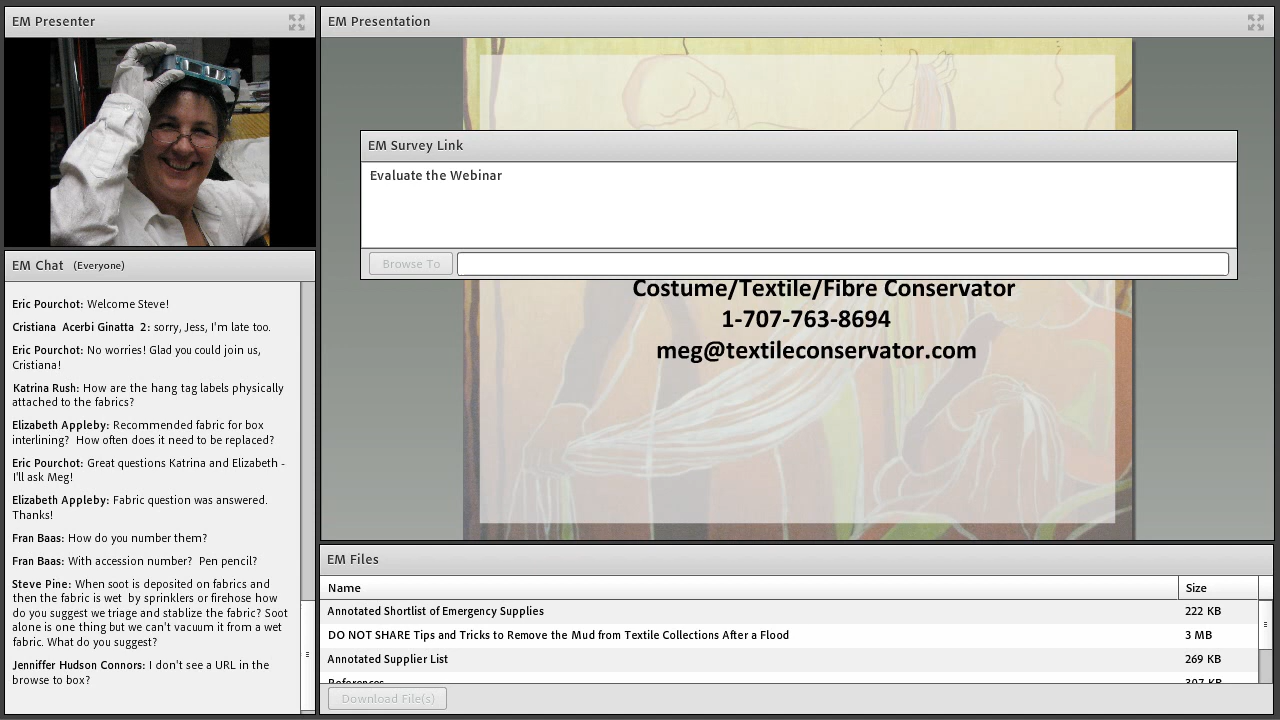 EM Presenter
EM Chat (Everyone)
Eric Pourchot: Welcome Steve!
Cristiana Acerbi Ginatta 2: sorry, Jess, I'm late too.
Eric Pourchot: No worries! Glad you could join us,
Cristiana!
Katrina Rush: How are the hang tag labels physically
attached to the fabrics?
Elizabeth Appleby: Recommended fabric for box
interlining? How often does it need to be replaced?
Eric Pourchot: Great questions Katrina and Elizabeth -
I'll ask Meg!
Elizabeth Appleby: Fabric question was answered.
Thanks!
Fran Baas: How do you number them?
Fran Baas: With accession number? Pen pencil?
Steve Pine: When soot is deposited on fabrics and
then the fabric is wet by sprinklers or firehose how
do you suggest we triage and stablize the fabric? Soot
alone is one thing but we can't vacuum it from a wet
fabric. What do you suggest?
Jenniffer Hudson Connors: I don't see a URL in the
browse to box?
EM Presentation
EM Survey Link
Evaluate the Webinar
Browse To
Costume/Textile/Fibre Conservator
1-707-763-8694
meg@textileconservator.com
EM Files
Name Size
Annotated Shortlist of Emergency Supplies 222 KB
DO NOT SHARE Tips and Tricks to Remove the Mud from Textile Collections After a Flood 3 MB
Annotated Supplier List 269 KB
References 307 KB
Download File(s)